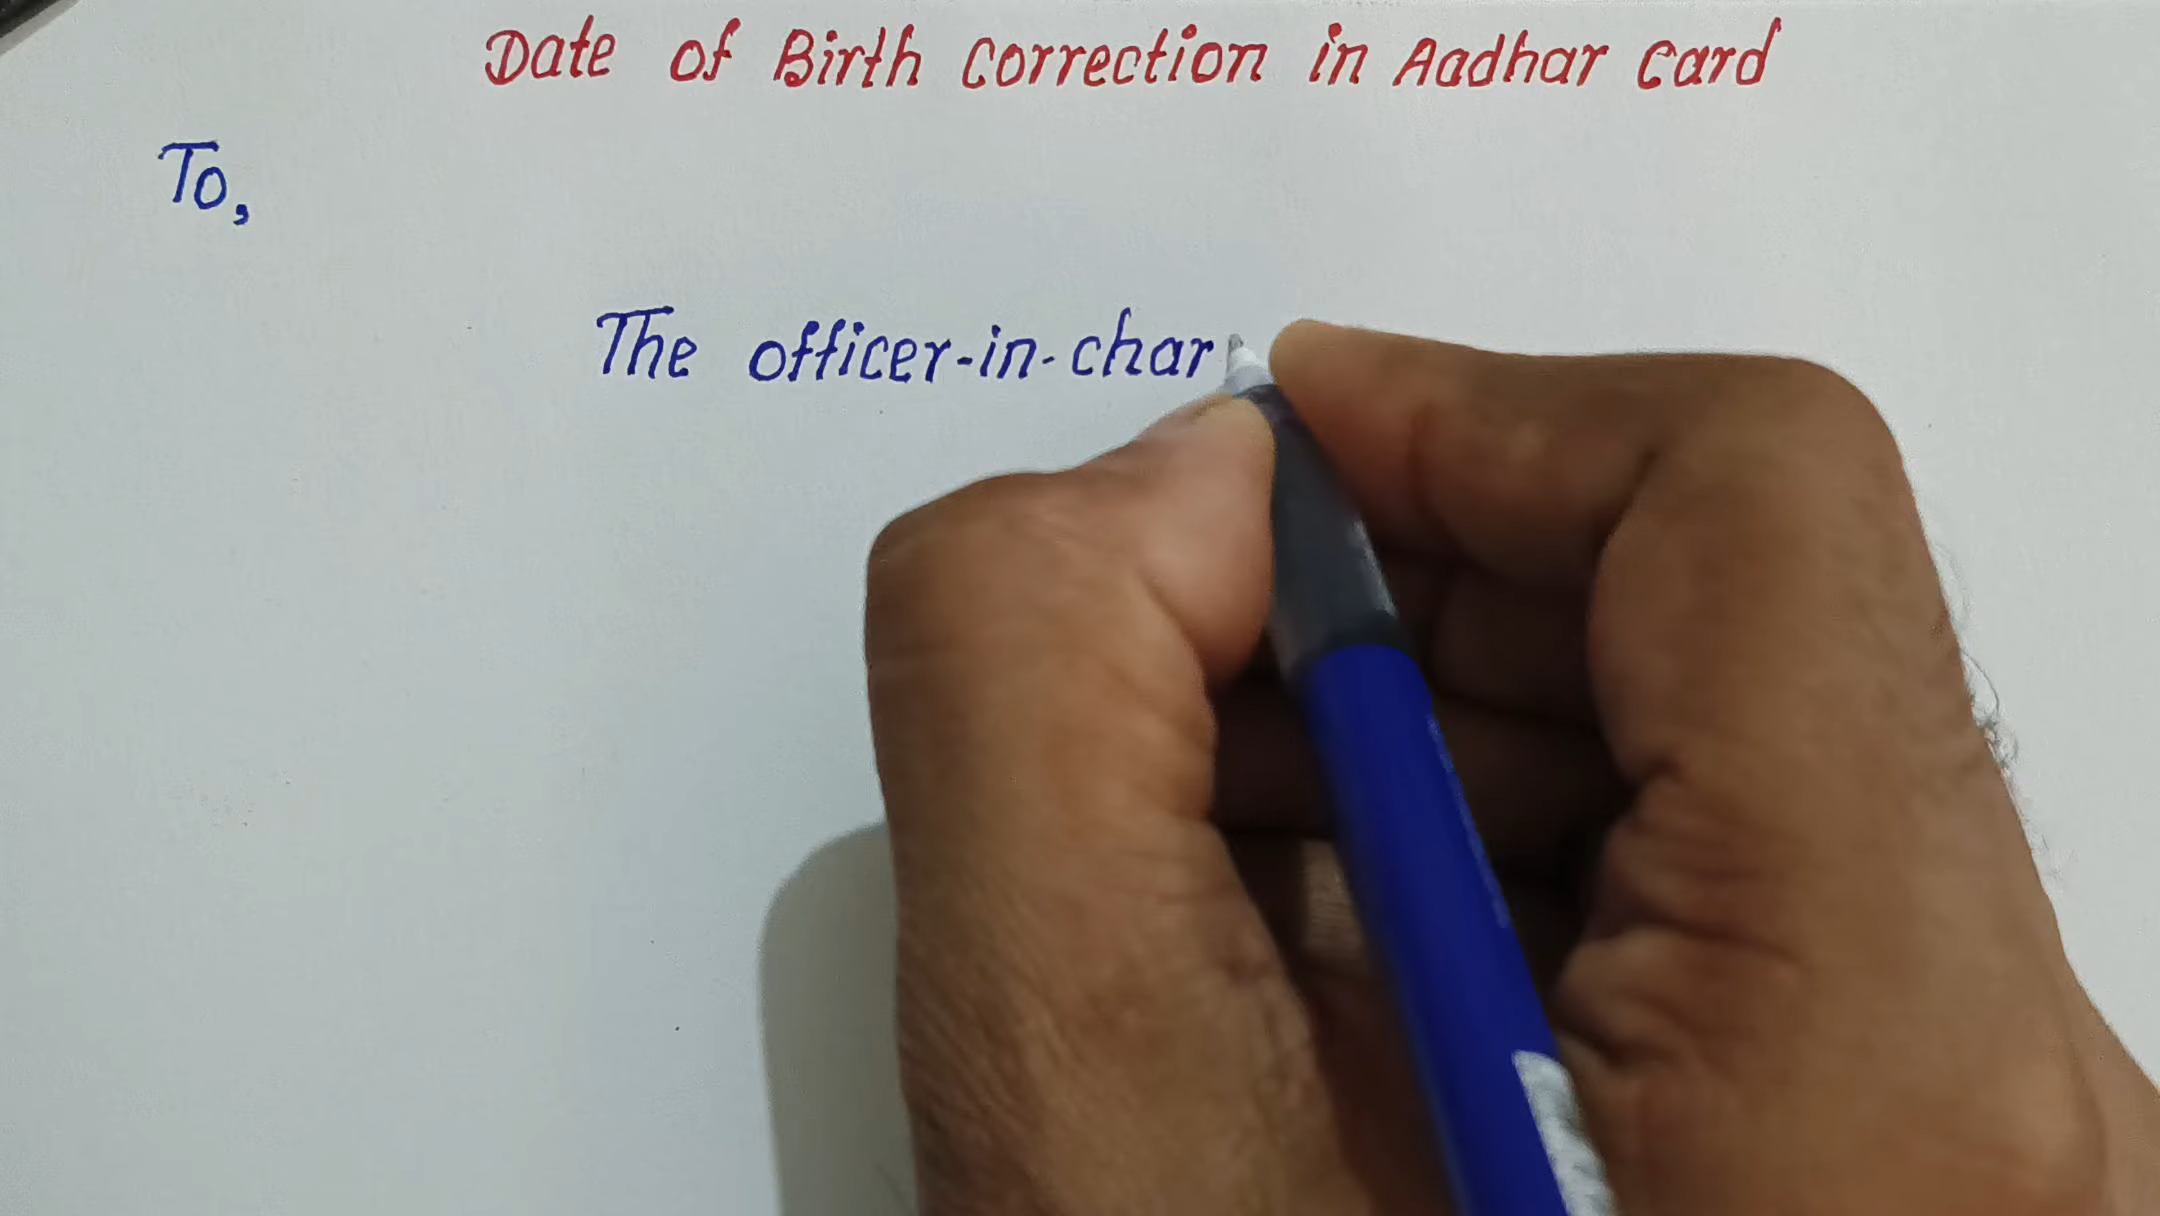 Date of Birth Correction in Aadhar Card
To,
The officer-in-char